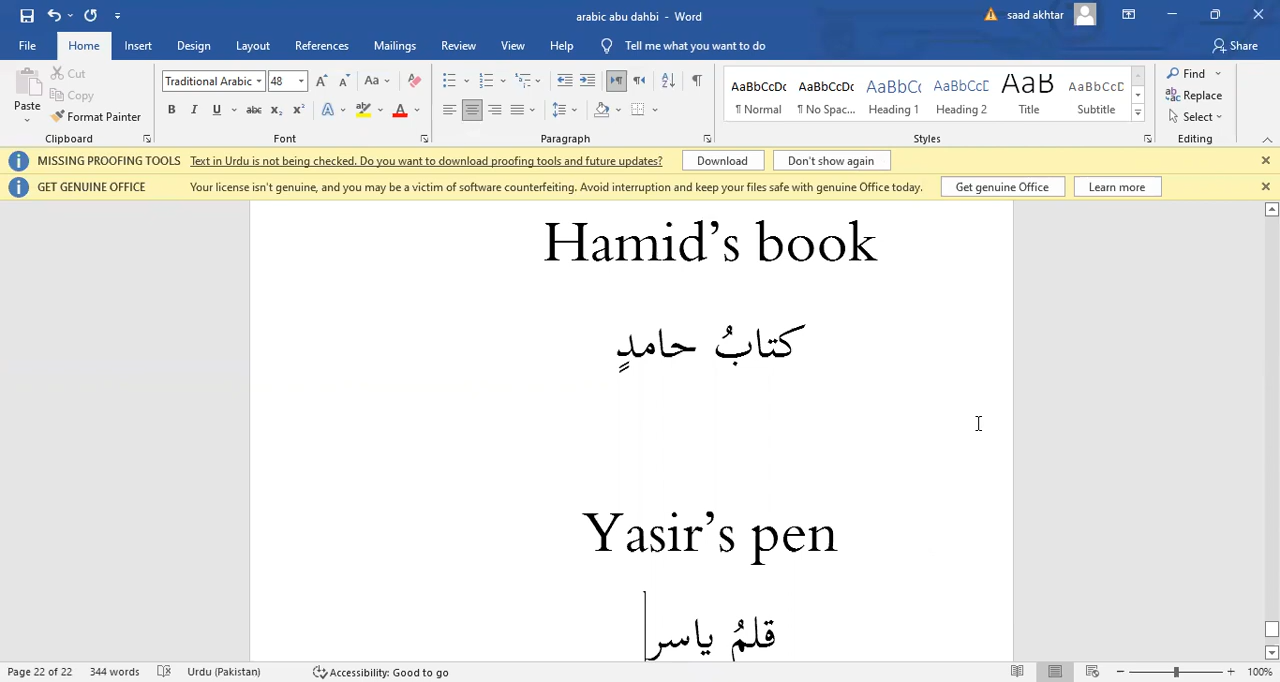 arabic abu dahbi - Word
saad akhtar
File Home Insert Design Layout References Mailings Review View Help Tell me what you want to do Share
Paste
Cut
Copy
Format Painter
Clipboard
Traditional Arabic 48 Aa
B I U abc x₂ x² A A
Font
Paragraph
AaBbCcDc AaBbCcDc AaBbCc AaBbCcD AaB AaBbCcD
¶ Normal ¶ No Spac... Heading 1 Heading 2 Title Subtitle
Styles
Find
Replace
Select
Editing
MISSING PROOFING TOOLS Text in Urdu is not being checked. Do you want to download proofing tools and future updates? Download Don't show again
GET GENUINE OFFICE Your license isn't genuine, and you may be a victim of software counterfeiting. Avoid interruption and keep your files safe with genuine Office today. Get genuine Office Learn more
Hamid’s book
كتابُ حامدٍ
Yasir’s pen
قلمُ ياسر
Page 22 of 22 344 words Urdu (Pakistan) Accessibility: Good to go 100%